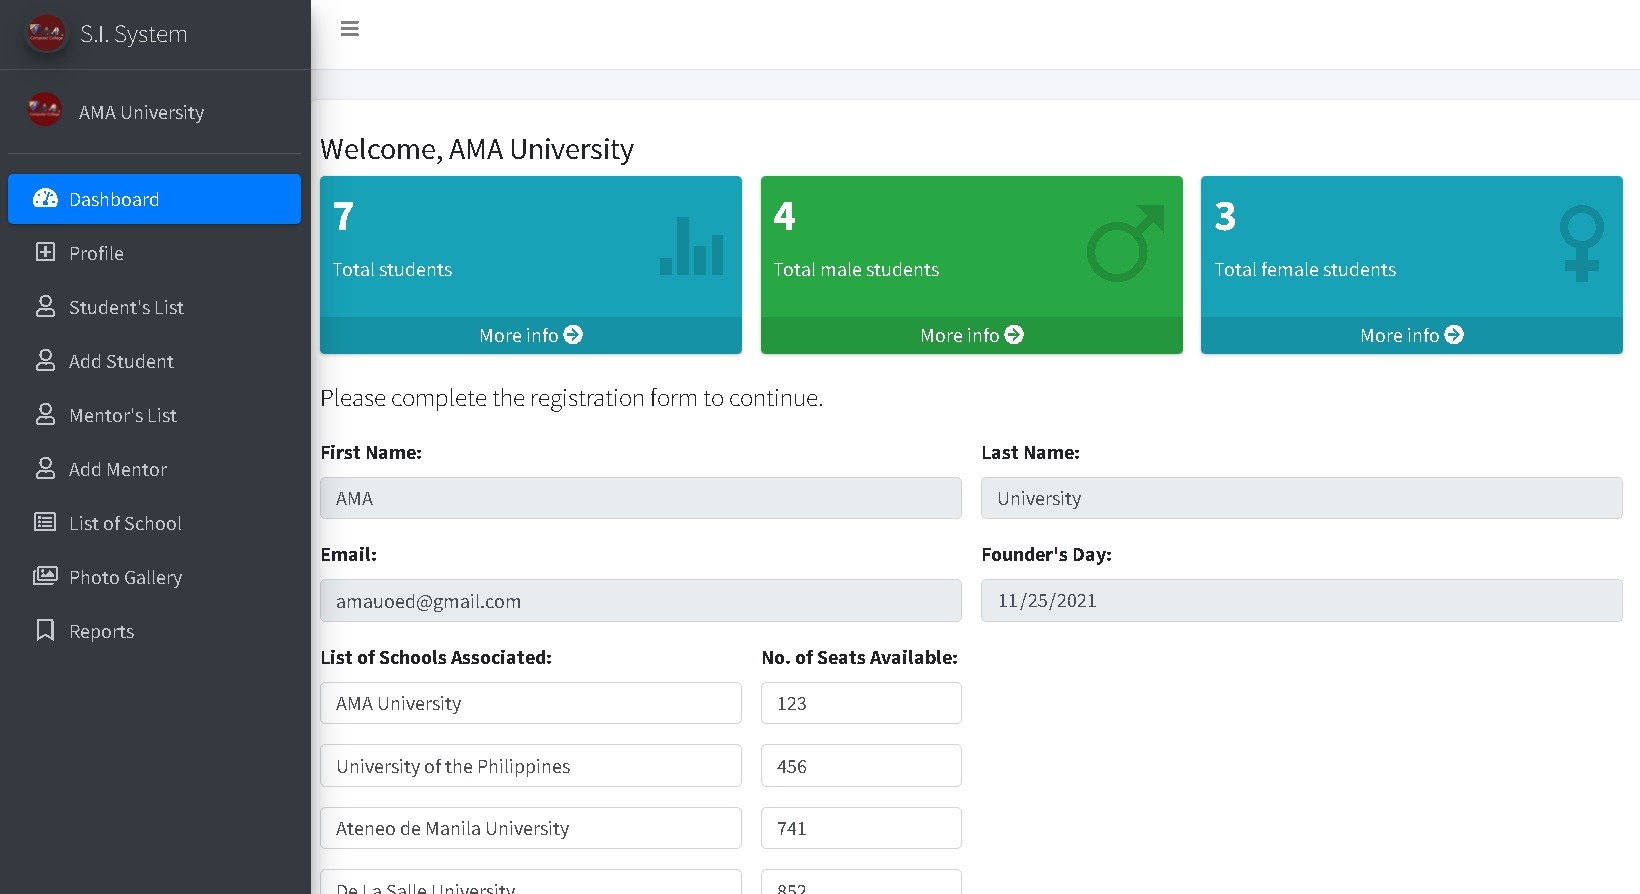 S.I. System
AMA University
Dashboard
Profile
Student's List
Add Student
Mentor's List
Add Mentor
List of School
Photo Gallery
Reports
Welcome, AMA University
7
Total students
More info
4
Total male students
More info
3
Total female students
More info
Please complete the registration form to continue.
First Name:
Last Name:
AMA
University
Email:
Founder's Day:
amauoed@gmail.com
11/25/2021
List of Schools Associated:
No. of Seats Available:
AMA University
123
University of the Philippines
456
Ateneo de Manila University
741
De La Salle University
852